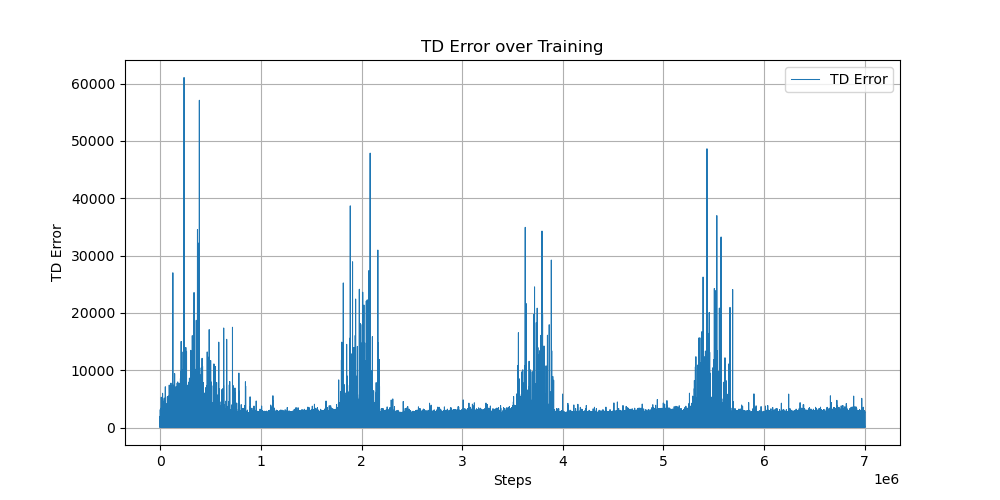 TD Error over Training
TD Error
60000
50000
40000
30000
20000
10000
0
TD Error
0 1 2 3 4 5 6 7
1e6
Steps